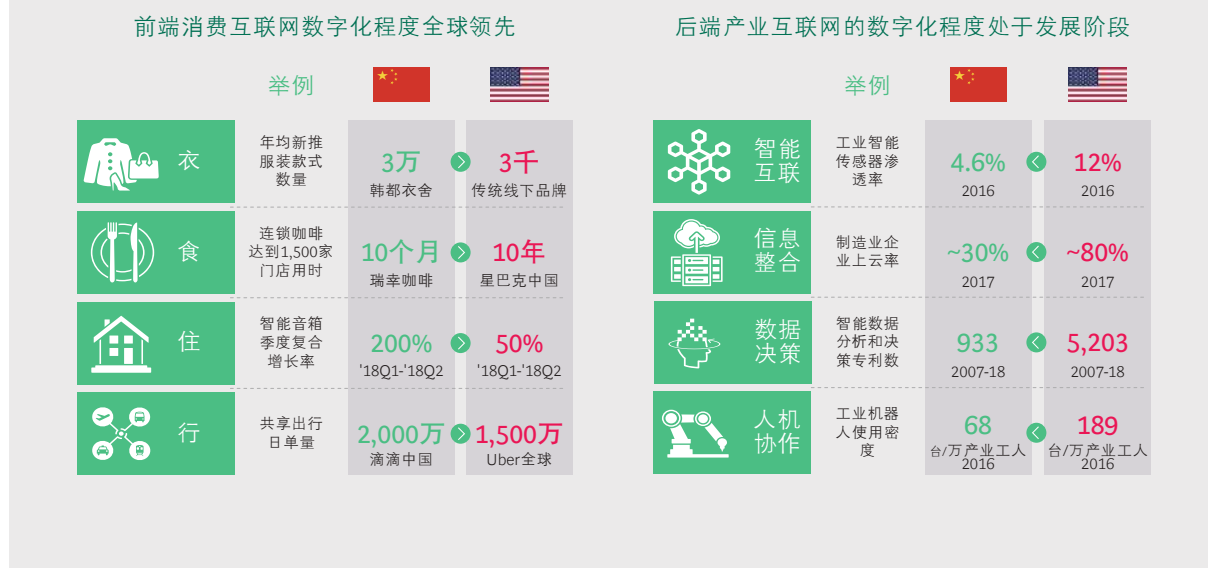 前端消费互联网数字化程度全球领先
举例
衣
年均新推
服装款式
数量
3万
韩都衣舍
3千
传统线下品牌
食
连锁咖啡
达到1,500家
门店用时
10个月
瑞幸咖啡
10年
星巴克中国
住
智能音箱
季度复合
增长率
200%
'18Q1-'18Q2
50%
'18Q1-'18Q2
行
共享出行
日单量
2,000万
滴滴中国
1,500万
Uber全球
后端产业互联网的数字化程度处于发展阶段
举例
智能
互联
工业智能
传感器渗
透率
4.6%
2016
12%
2016
信息
整合
制造业企
业上云率
~30%
2017
~80%
2017
数据
决策
智能数据
分析和决
策专利数
933
2007-18
5,203
2007-18
人机
协作
工业机器
人使用密
度
68
台/万产业工人
2016
189
台/万产业工人
2016